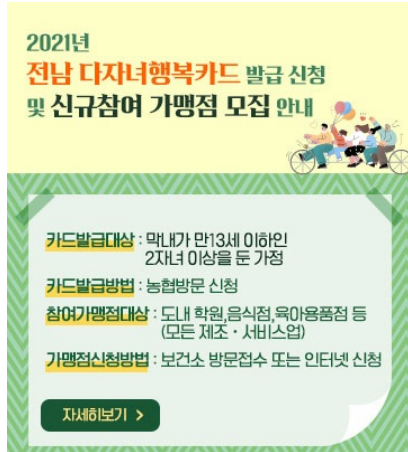 2021년
전남 다자녀행복카드 발급 신청
및 신규참여 가맹점 모집 안내
카드발급대상 : 막내가 만13세 이하인
2자녀 이상을 둔 가정
카드발급방법 : 농협방문 신청
참여가맹점대상 : 도내 학원,음식점,육아용품점 등
(모든 제조·서비스업)
가맹점신청방법 : 보건소 방문접수 또는 인터넷 신청
자세히보기 >